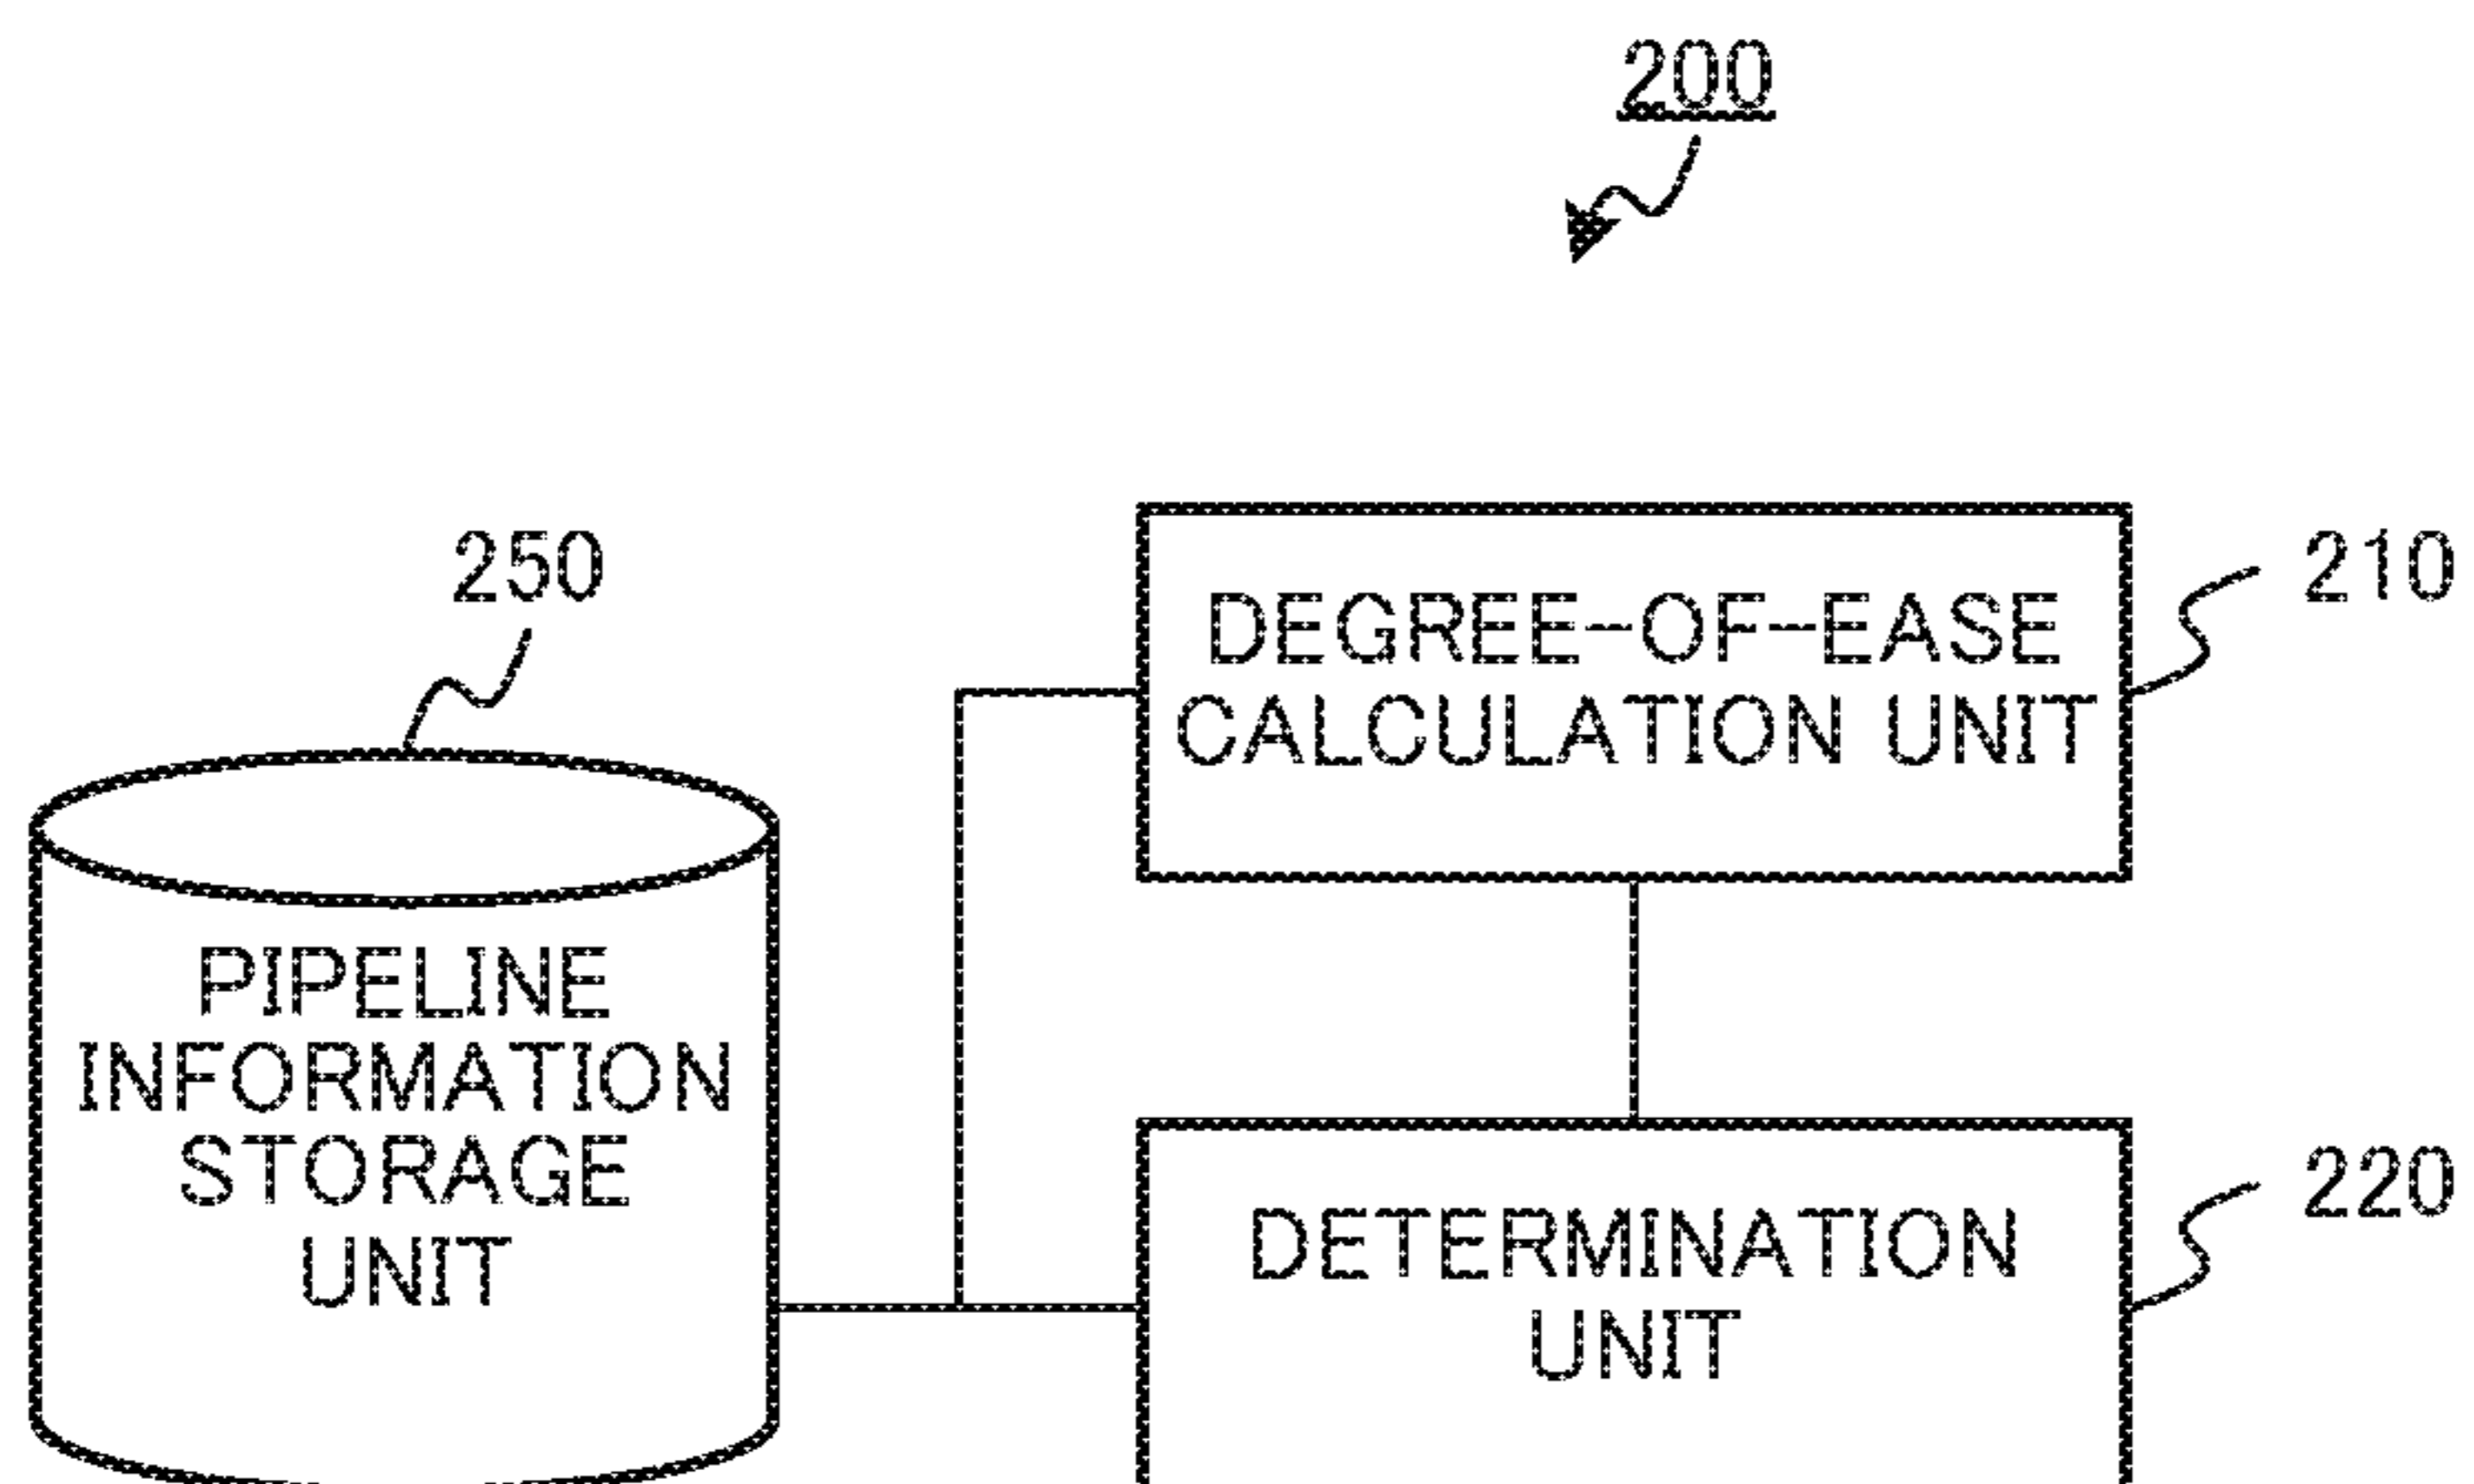 200
250
DEGREE-OF-EASE
CALCULATION UNIT
210
PIPELINE
INFORMATION
STORAGE
UNIT
DETERMINATION
UNIT
220